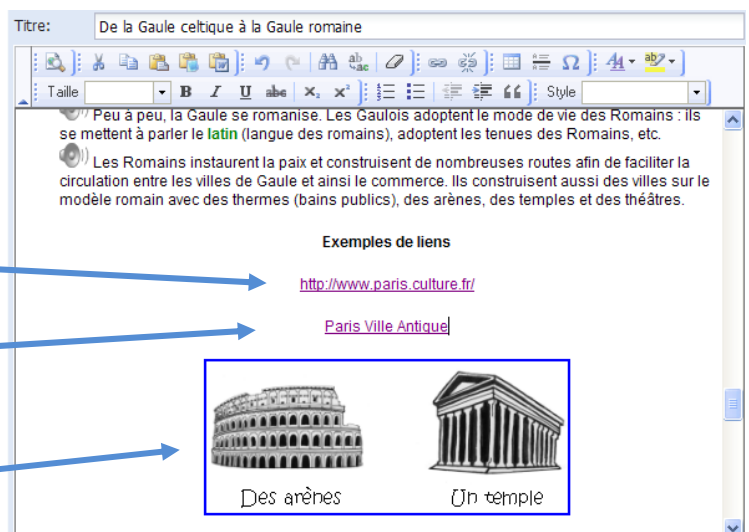 Titre: De la Gaule celtique à la Gaule romaine
Taille B I U abc X₂ X² Style
Peu à peu, la Gaule se romanise. Les Gaulois adoptent le mode de vie des Romains : ils
se mettent à parler le latin (langue des romains), adoptent les tenues des Romains, etc.
Les Romains instaurent la paix et construisent de nombreuses routes afin de faciliter la
circulation entre les villes de Gaule et ainsi le commerce. Ils construisent aussi des villes sur le
modèle romain avec des thermes (bains publics), des arènes, des temples et des théâtres.
Exemples de liens
http://www.paris.culture.fr/
Paris Ville Antique
Des arènes Un temple